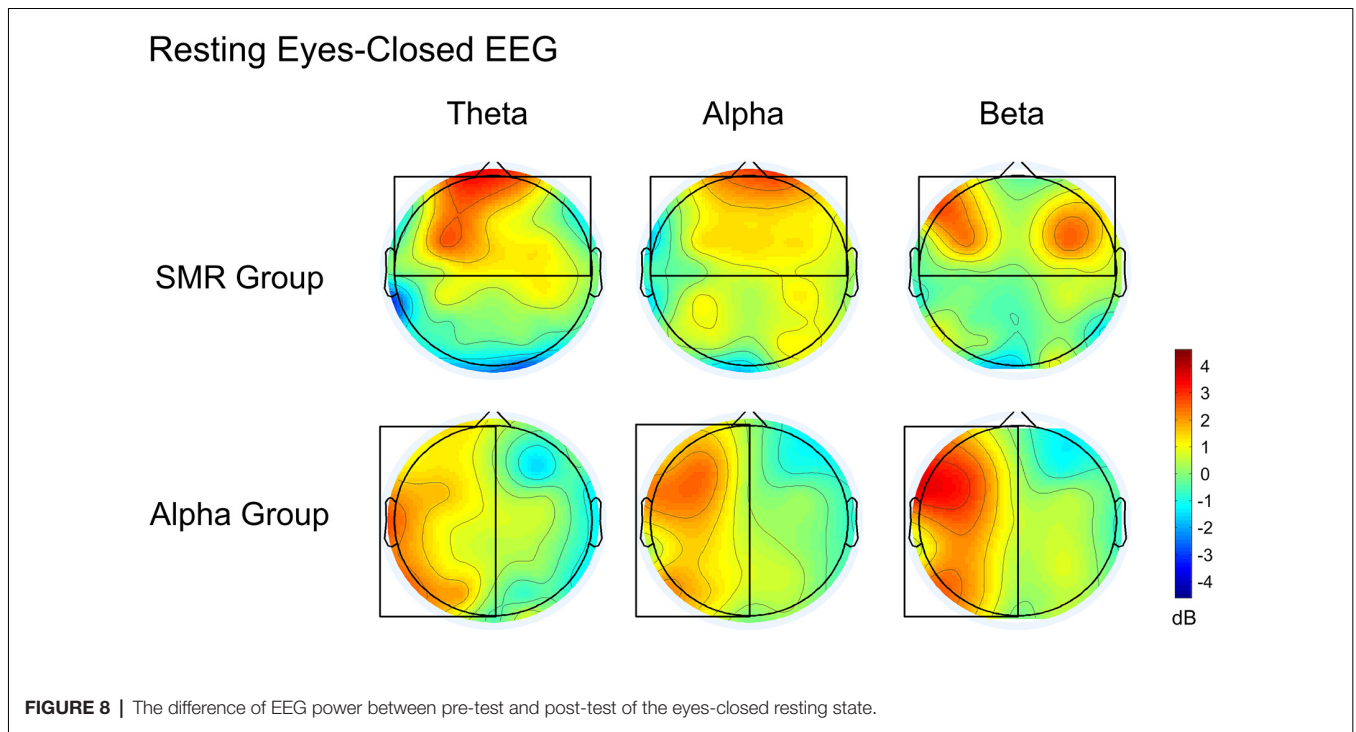 Resting Eyes-Closed EEG
Theta Alpha Beta
SMR Group
Alpha Group
4
3
2
1
0
-1
-2
-3
-4
dB
FIGURE 8 | The difference of EEG power between pre-test and post-test of the eyes-closed resting state.